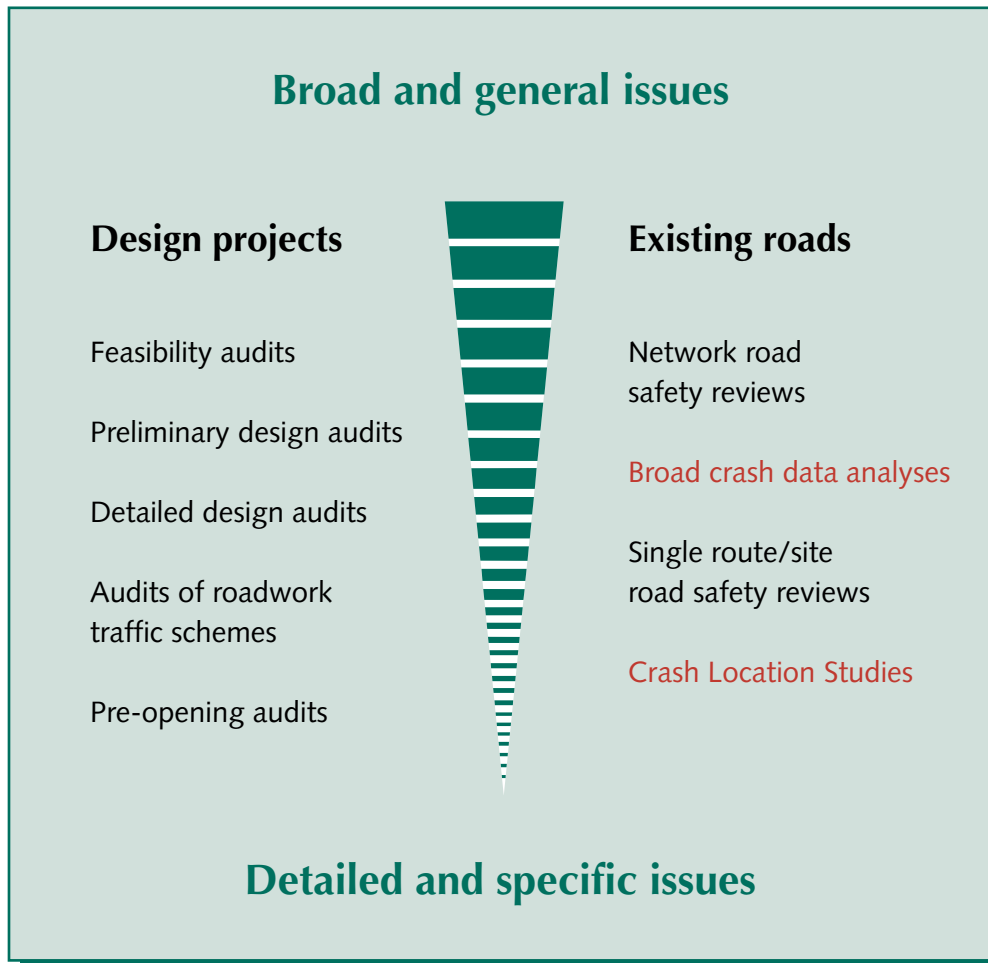 Broad and general issues
Design projects
Feasibility audits
Preliminary design audits
Detailed design audits
Audits of roadwork
traffic schemes
Pre-opening audits
Existing roads
Network road
safety reviews
Broad crash data analyses
Single route/site
road safety reviews
Crash Location Studies
Detailed and specific issues